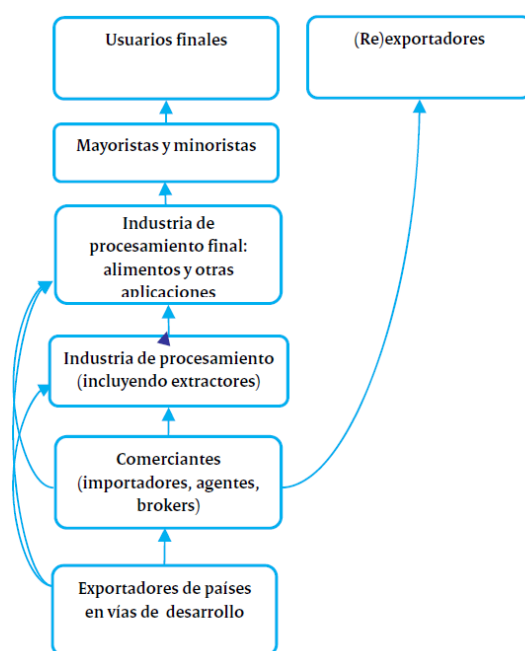 Usuarios finales
(Re)exportadores
Mayoristas y minoristas
Industria de
procesamiento final:
alimentos y otras
aplicaciones
Industria de procesamiento
(incluyendo extractores)
Comerciantes
(importadores, agentes,
brokers)
Exportadores de países
en vías de desarrollo